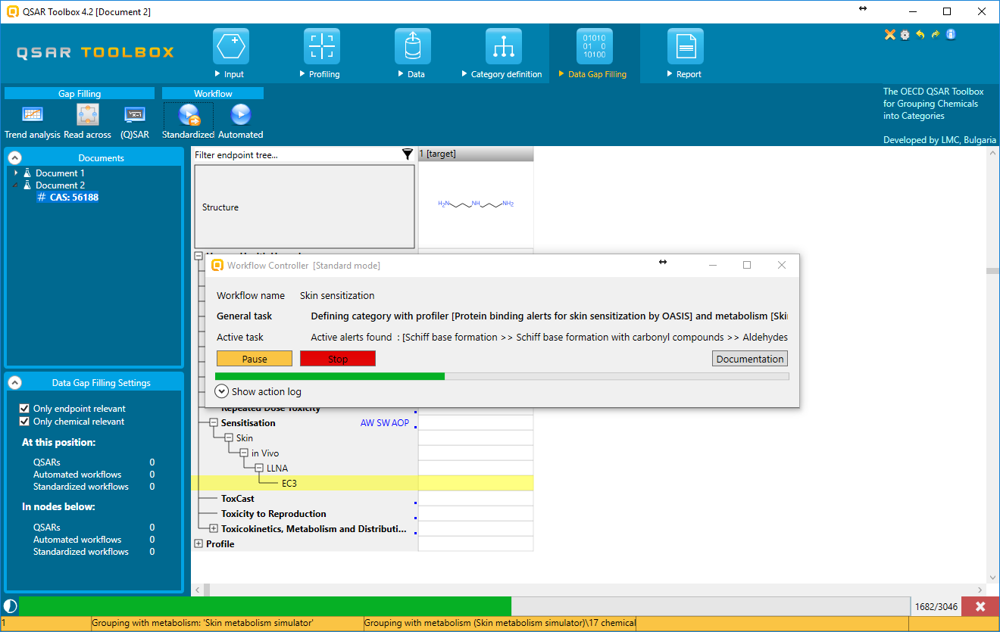 QSAR Toolbox 4.2 [Document 2]
QSAR TOOLBOX
01010
01 0
10100
Input
Profiling
Data
Category definition
Data Gap Filling
Report
Gap Filling
Workflow
The OECD QSAR Toolbox
for Grouping Chemicals
into Categories
Developed by LMC, Bulgaria
Trend analysis
Read across
(Q)SAR
Standardized
Automated
Documents
Document 1
Document 2
# CAS: 56188
Filter endpoint tree...
1 [target]
Structure
H2N NH NH2
Workflow Controller [Standard mode]
Workflow name Skin sensitization
General task Defining category with profiler [Protein binding alerts for skin sensitization by OASIS] and metabolism [Ski
Active task Active alerts found : [Schiff base formation >> Schiff base formation with carbonyl compounds >> Aldehydes
Pause
Stop
Documentation
Show action log
Data Gap Filling Settings
Only endpoint relevant
Only chemical relevant
At this position:
QSARs 0
Automated workflows 0
Standardized workflows 0
In nodes below:
QSARs 0
Automated workflows 0
Standardized workflows 0
Repeated Dose Toxicity
Sensitisation AW SW AOP
Skin
in Vivo
LLNA
EC3
ToxCast
Toxicity to Reproduction
Toxicokinetics, Metabolism and Distributi...
Profile
1682/3046
1
Grouping with metabolism: 'Skin metabolism simulator'
Grouping with metabolism (Skin metabolism simulator)\17 chemical